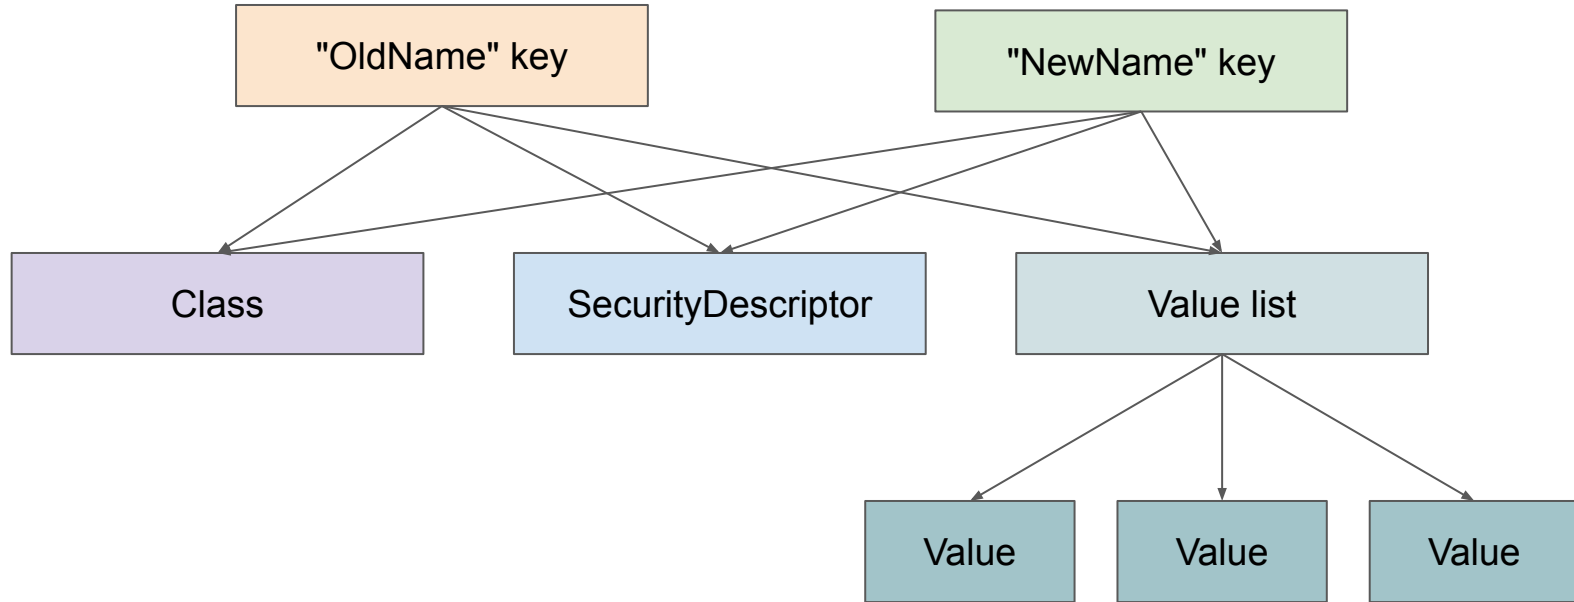 "OldName" key
"NewName" key
Class
SecurityDescriptor
Value list
Value
Value
Value